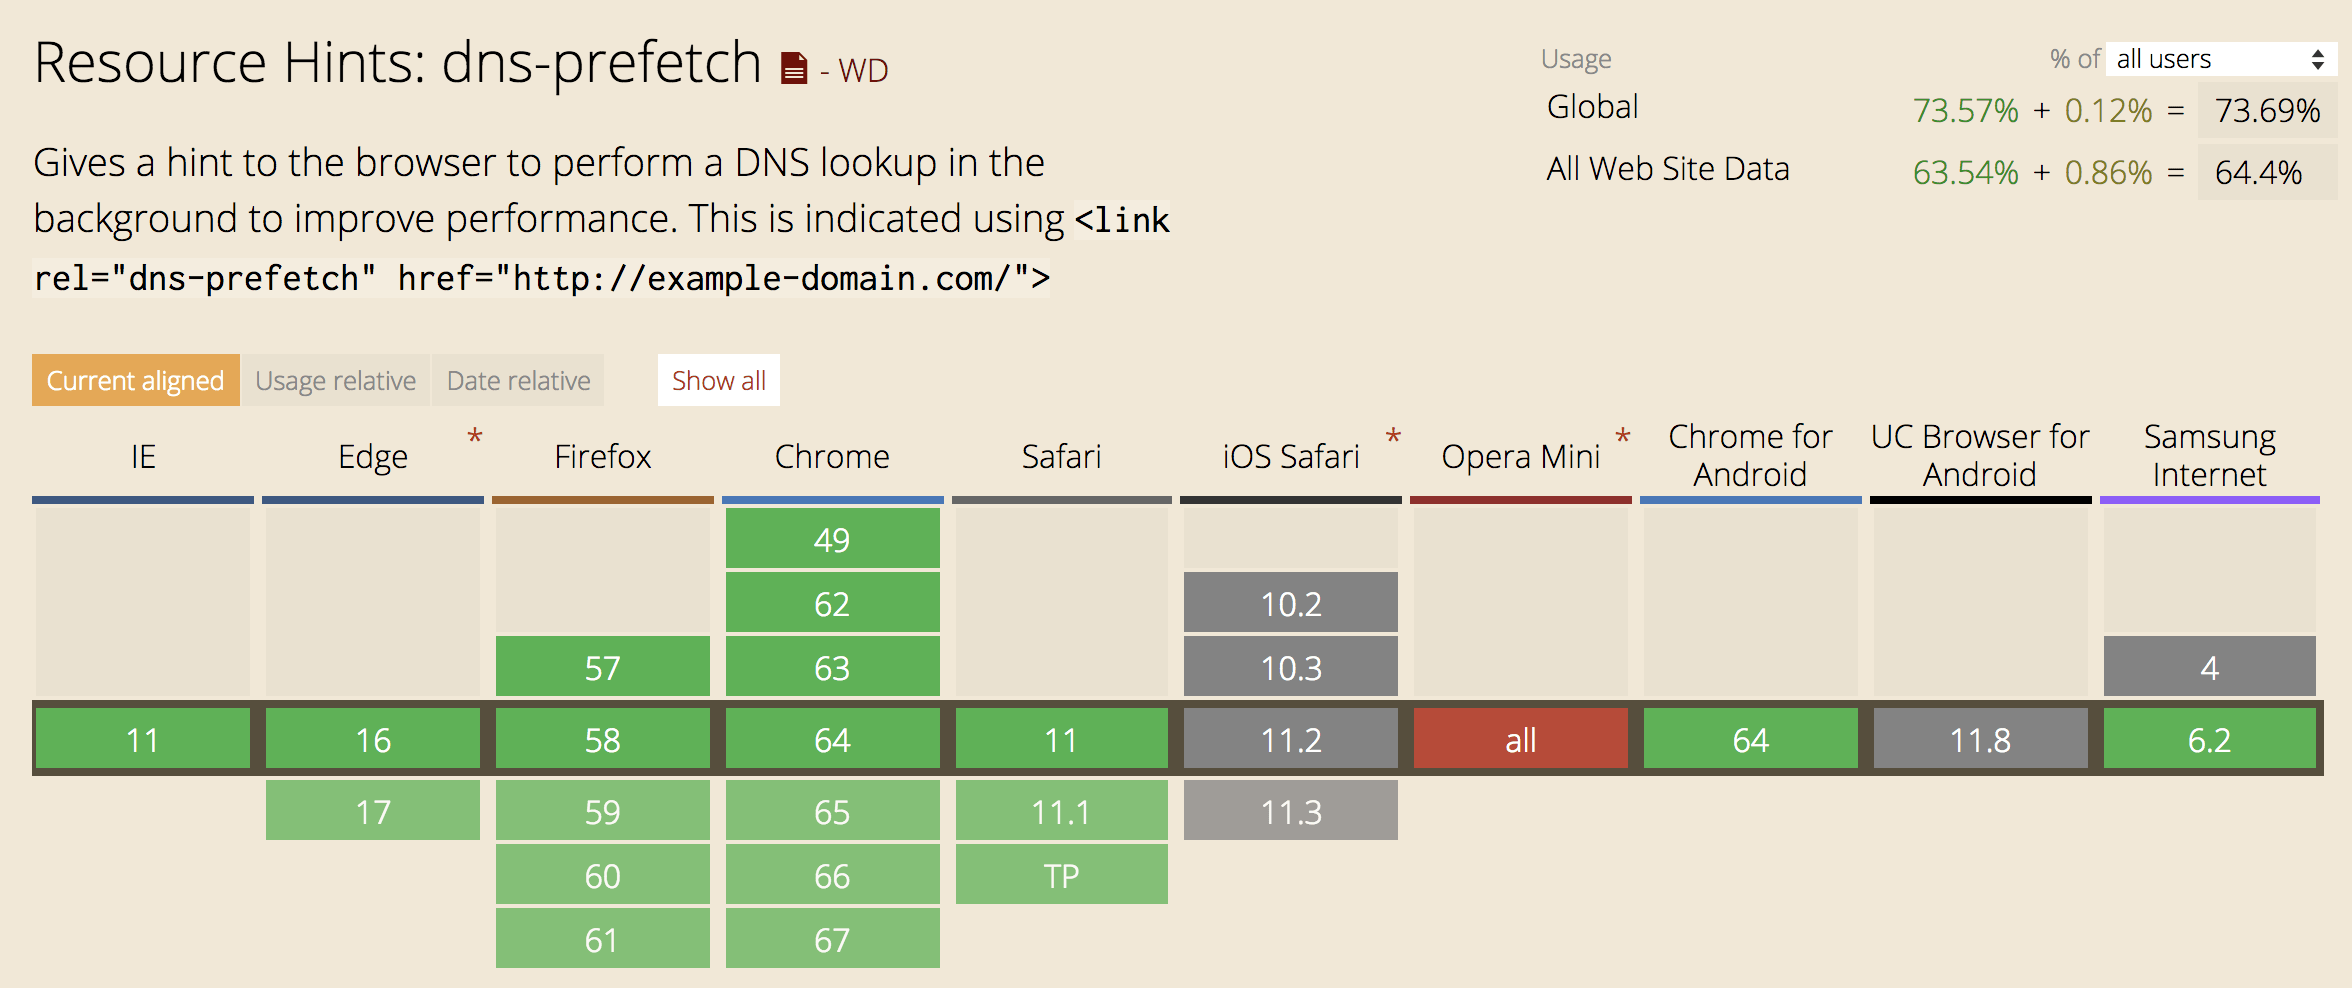 Resource Hints: dns-prefetch - WD
Usage % of all users
Global 73.57% + 0.12% = 73.69%
All Web Site Data 63.54% + 0.86% = 64.4%
Gives a hint to the browser to perform a DNS lookup in the
background to improve performance. This is indicated using <link
rel="dns-prefetch" href="http://example-domain.com/">
Current aligned Usage relative Date relative Show all
IE Edge * Firefox Chrome Safari iOS Safari * Opera Mini * Chrome for Android UC Browser for Android Samsung Internet
49
62 10.2
57 63 10.3 4
11 16 58 64 11 11.2 all 64 11.8 6.2
17 59 65 11.1 11.3
60 66 TP
61 67